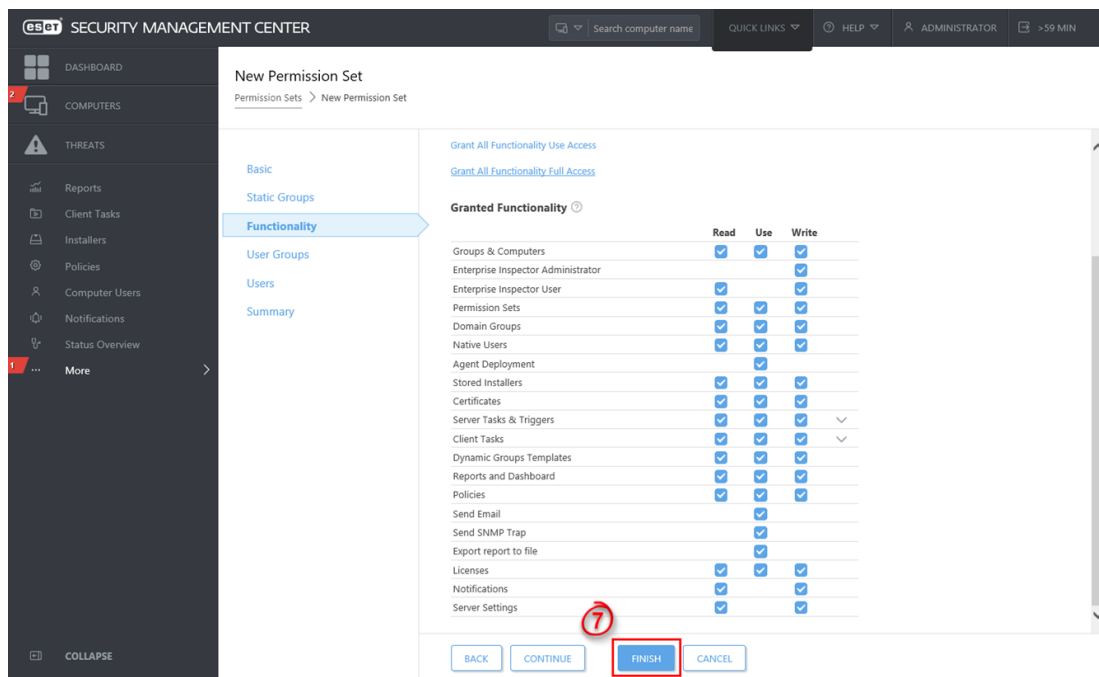 eset SECURITY MANAGEMENT CENTER
Search computer name
QUICK LINKS
HELP
ADMINISTRATOR
>59 MIN
DASHBOARD
2
COMPUTERS
THREATS
Reports
Client Tasks
Installers
Policies
Computer Users
Notifications
Status Overview
1
More
COLLAPSE
New Permission Set
Permission Sets > New Permission Set
Basic
Static Groups
Functionality
User Groups
Users
Summary
Grant All Functionality Use Access
Grant All Functionality Full Access
Granted Functionality ?
Read Use Write
Groups & Computers
Enterprise Inspector Administrator
Enterprise Inspector User
Permission Sets
Domain Groups
Native Users
Agent Deployment
Stored Installers
Certificates
Server Tasks & Triggers
Client Tasks
Dynamic Groups Templates
Reports and Dashboard
Policies
Send Email
Send SNMP Trap
Export report to file
Licenses
Notifications
Server Settings
7
BACK CONTINUE FINISH CANCEL